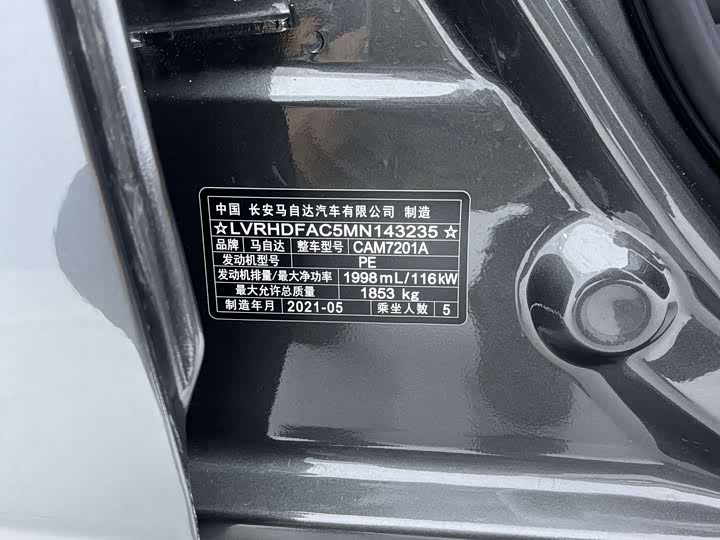 中国 长安马自达汽车有限公司 制造
☆LVRHDFAC5MN143235☆
品牌 马自达 整车型号 CAM7201A
发动机型号 PE
发动机排量/最大净功率 1998mL/116kW
最大允许总质量 1853 kg
制造年月 2021-05 乘坐人数 5